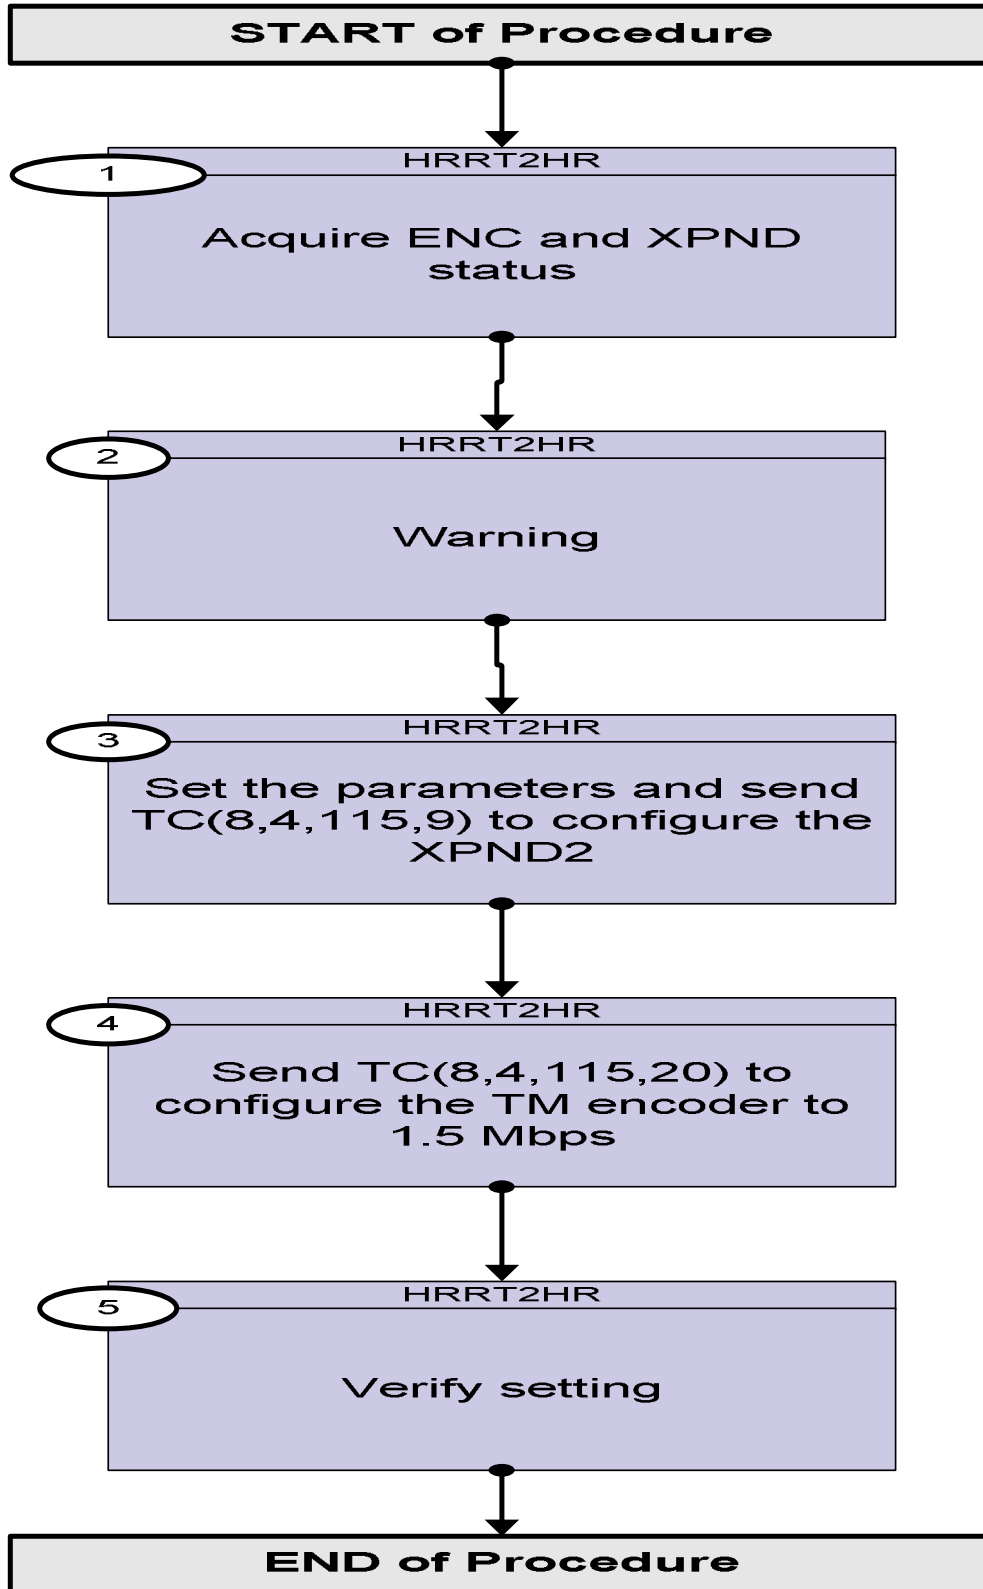 START of Procedure
HRRT2HR
1
Acquire ENC and XPND
status
HRRT2HR
2
Warning
HRRT2HR
3
Set the parameters and send
TC(8,4,115,9) to configure the
XPND2
HRRT2HR
4
Send TC(8,4,115,20) to
configure the TM encoder to
1.5 Mbps
HRRT2HR
5
Verify setting
END of Procedure